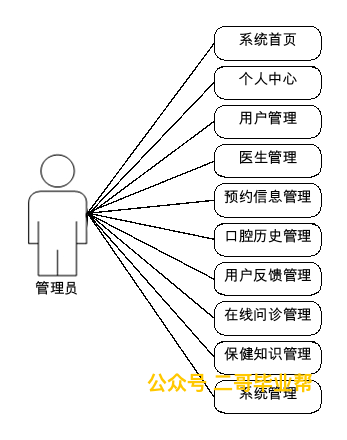 系统首页
个人中心
用户管理
医生管理
预约信息管理
口腔历史管理
用户反馈管理
管理员
在线问诊管理
保健知识管理
公众号 二哥毕业帮
系统管理